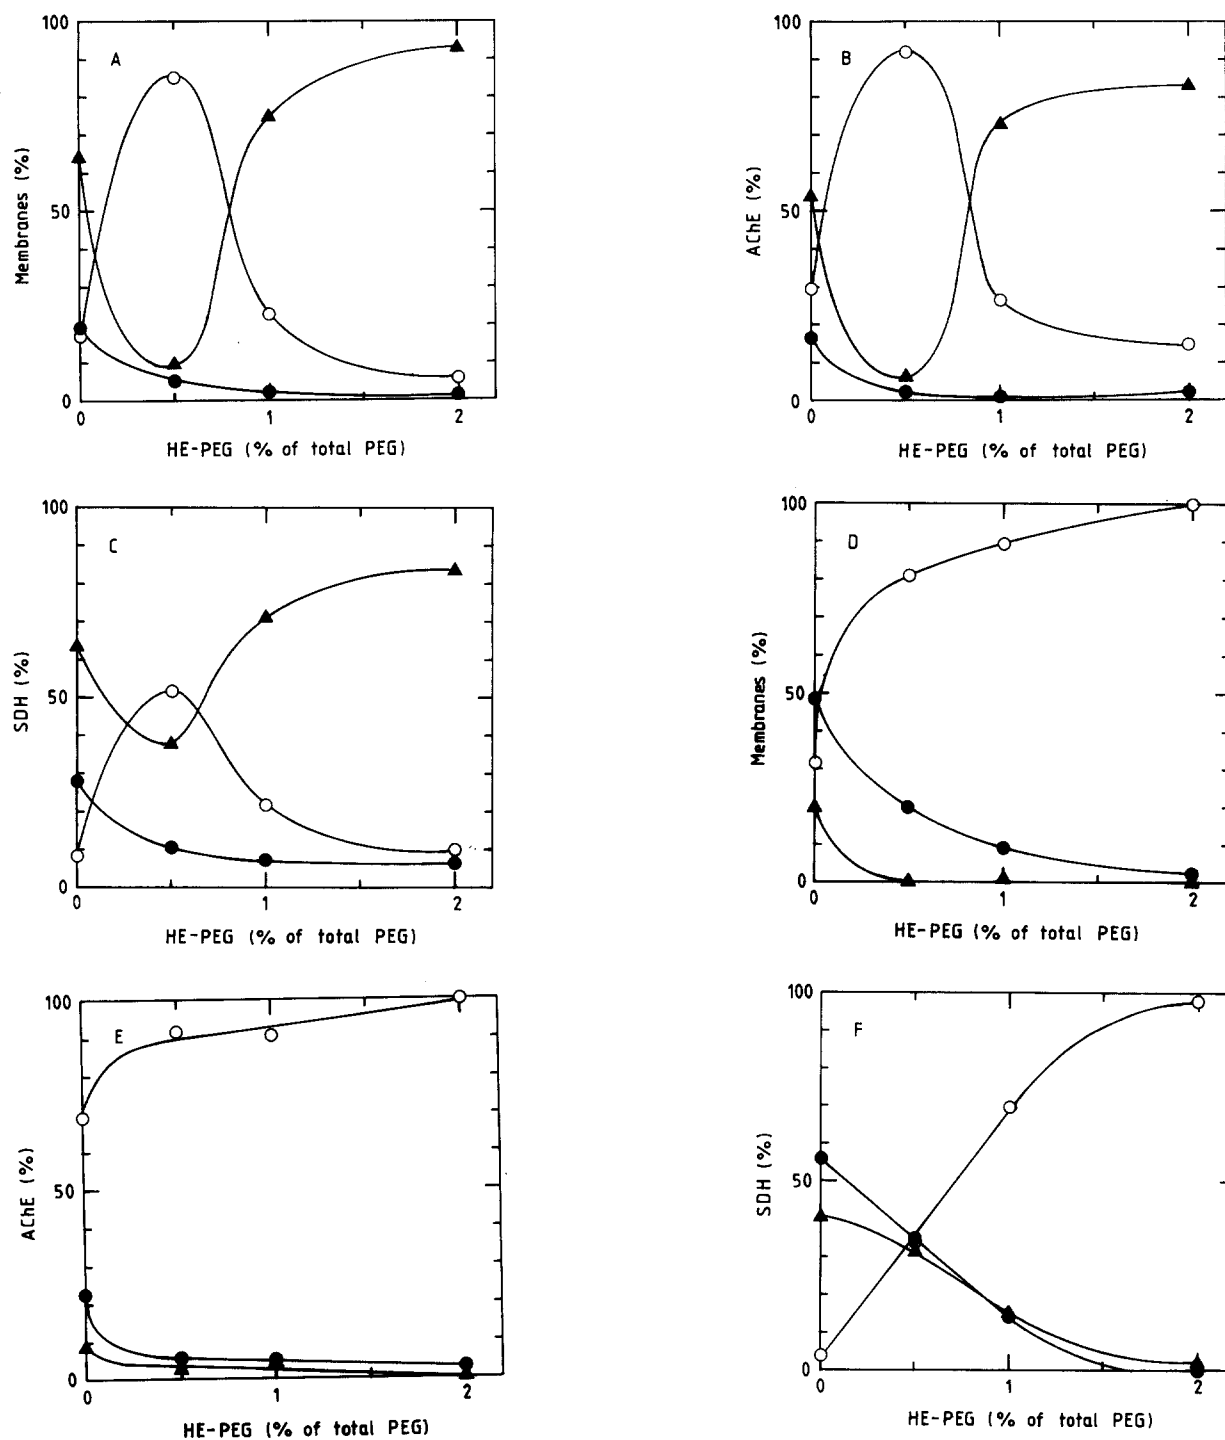 100
A
Membranes (%)
50
0
0 1 2
HE-PEG (% of total PEG)
100
B
AChE (%)
50
0
0 1 2
HE-PEG (% of total PEG)
100
C
SDH (%)
50
0
0 1 2
HE-PEG (% of total PEG)
100
D
Membranes (%)
50
0
0 1 2
HE-PEG (% of total PEG)
100
E
AChE (%)
50
0
0 1 2
HE-PEG (% of total PEG)
100
F
SDH (%)
50
0
0 1 2
HE-PEG (% of total PEG)